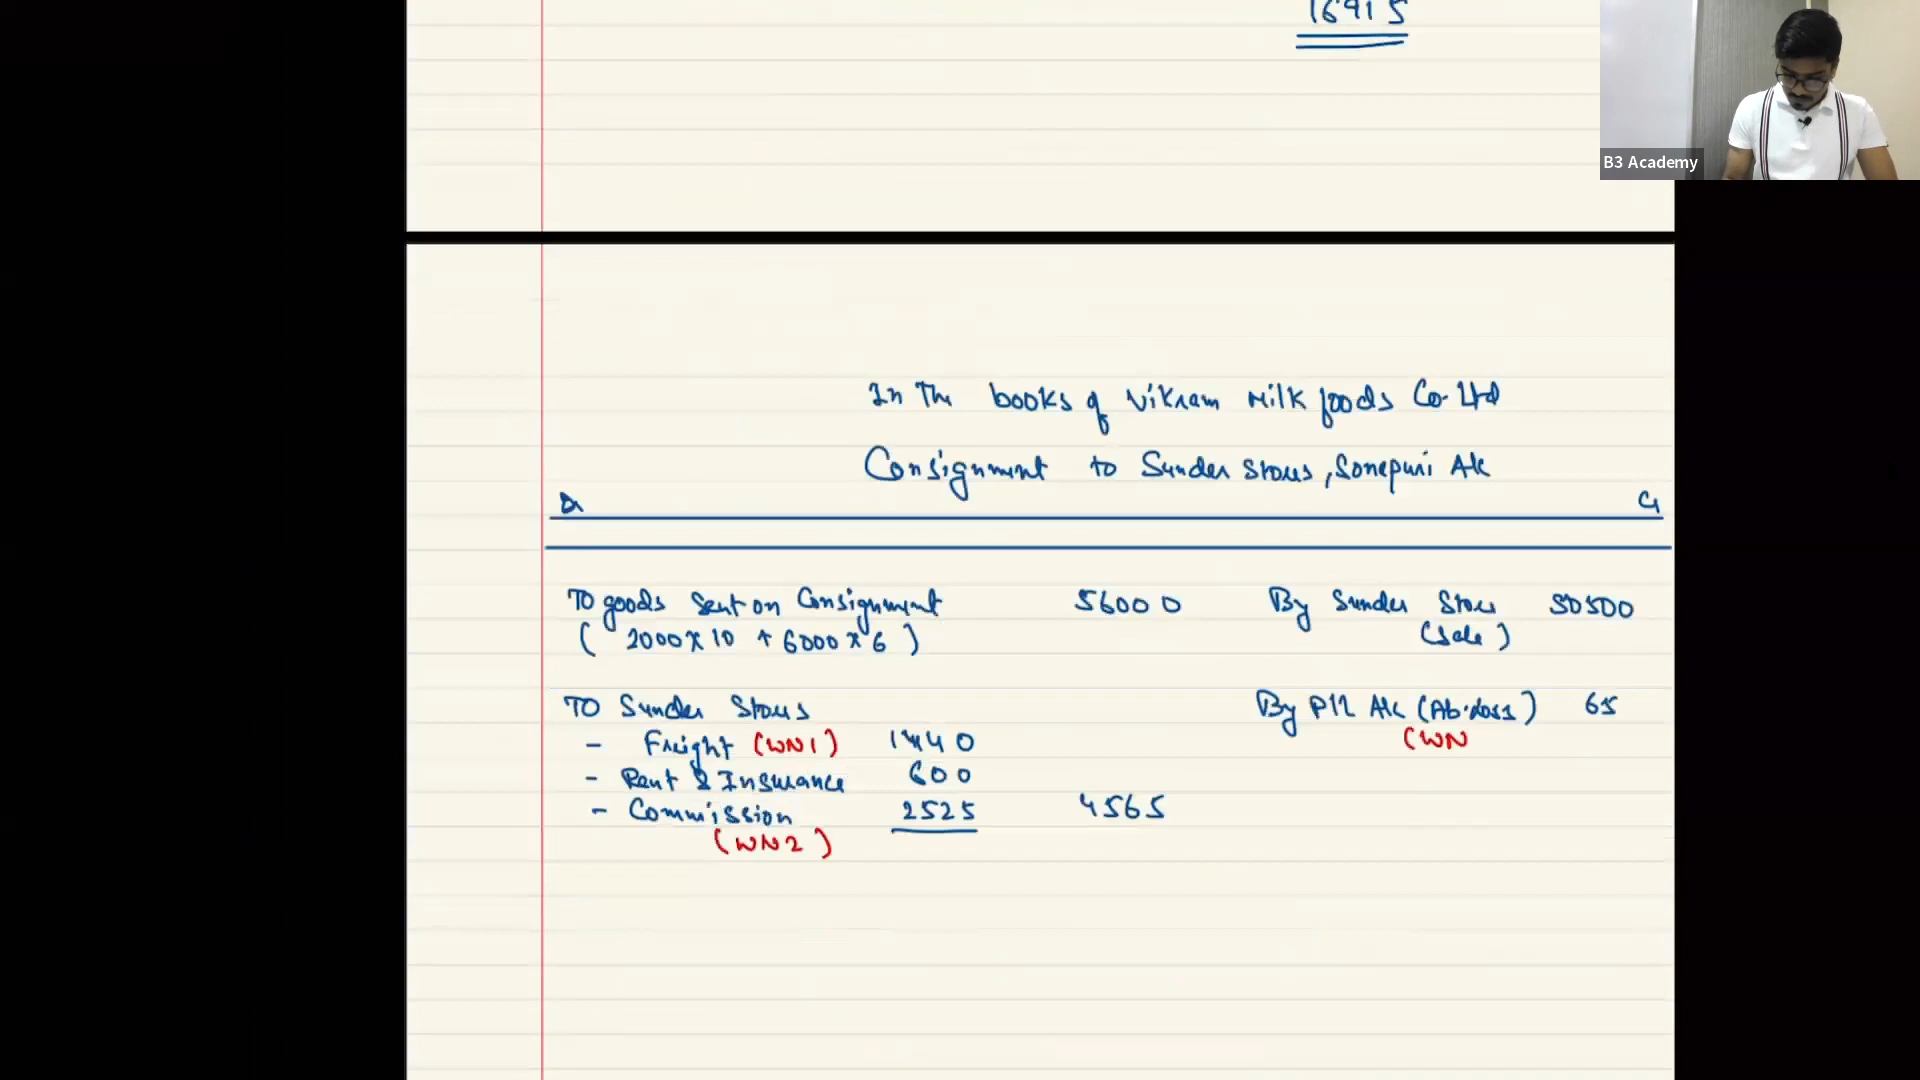 16915
B3 Academy
In The books of Vikram Milk foods Co. Ltd
Consignment to Sunder Stores, Sonepuri A/c
Dr Cr
To goods Sent on Consignment 56000 By Sunder Store 50500
( 2000 x 10 + 6000 x 6 ) (Sale)
TO Sunder Stores By P/L A/c (Ab. Loss) 65
- Freight (WN1) 1440 (WN
- Rent & Insurance 600
- Commission 2525 4565
(WN2)